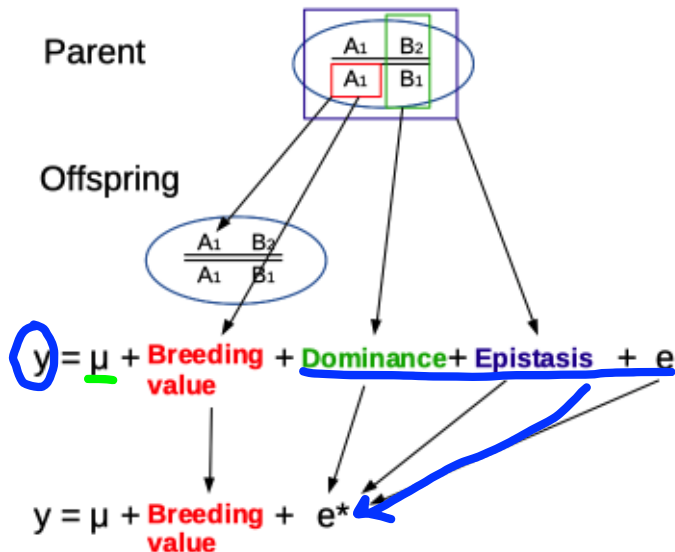 Parent
A1 B2
A1 B1
Offspring
A1 B2
A1 B1
y = μ + Breeding value + Dominance + Epistasis + e
y = μ + Breeding value + e*